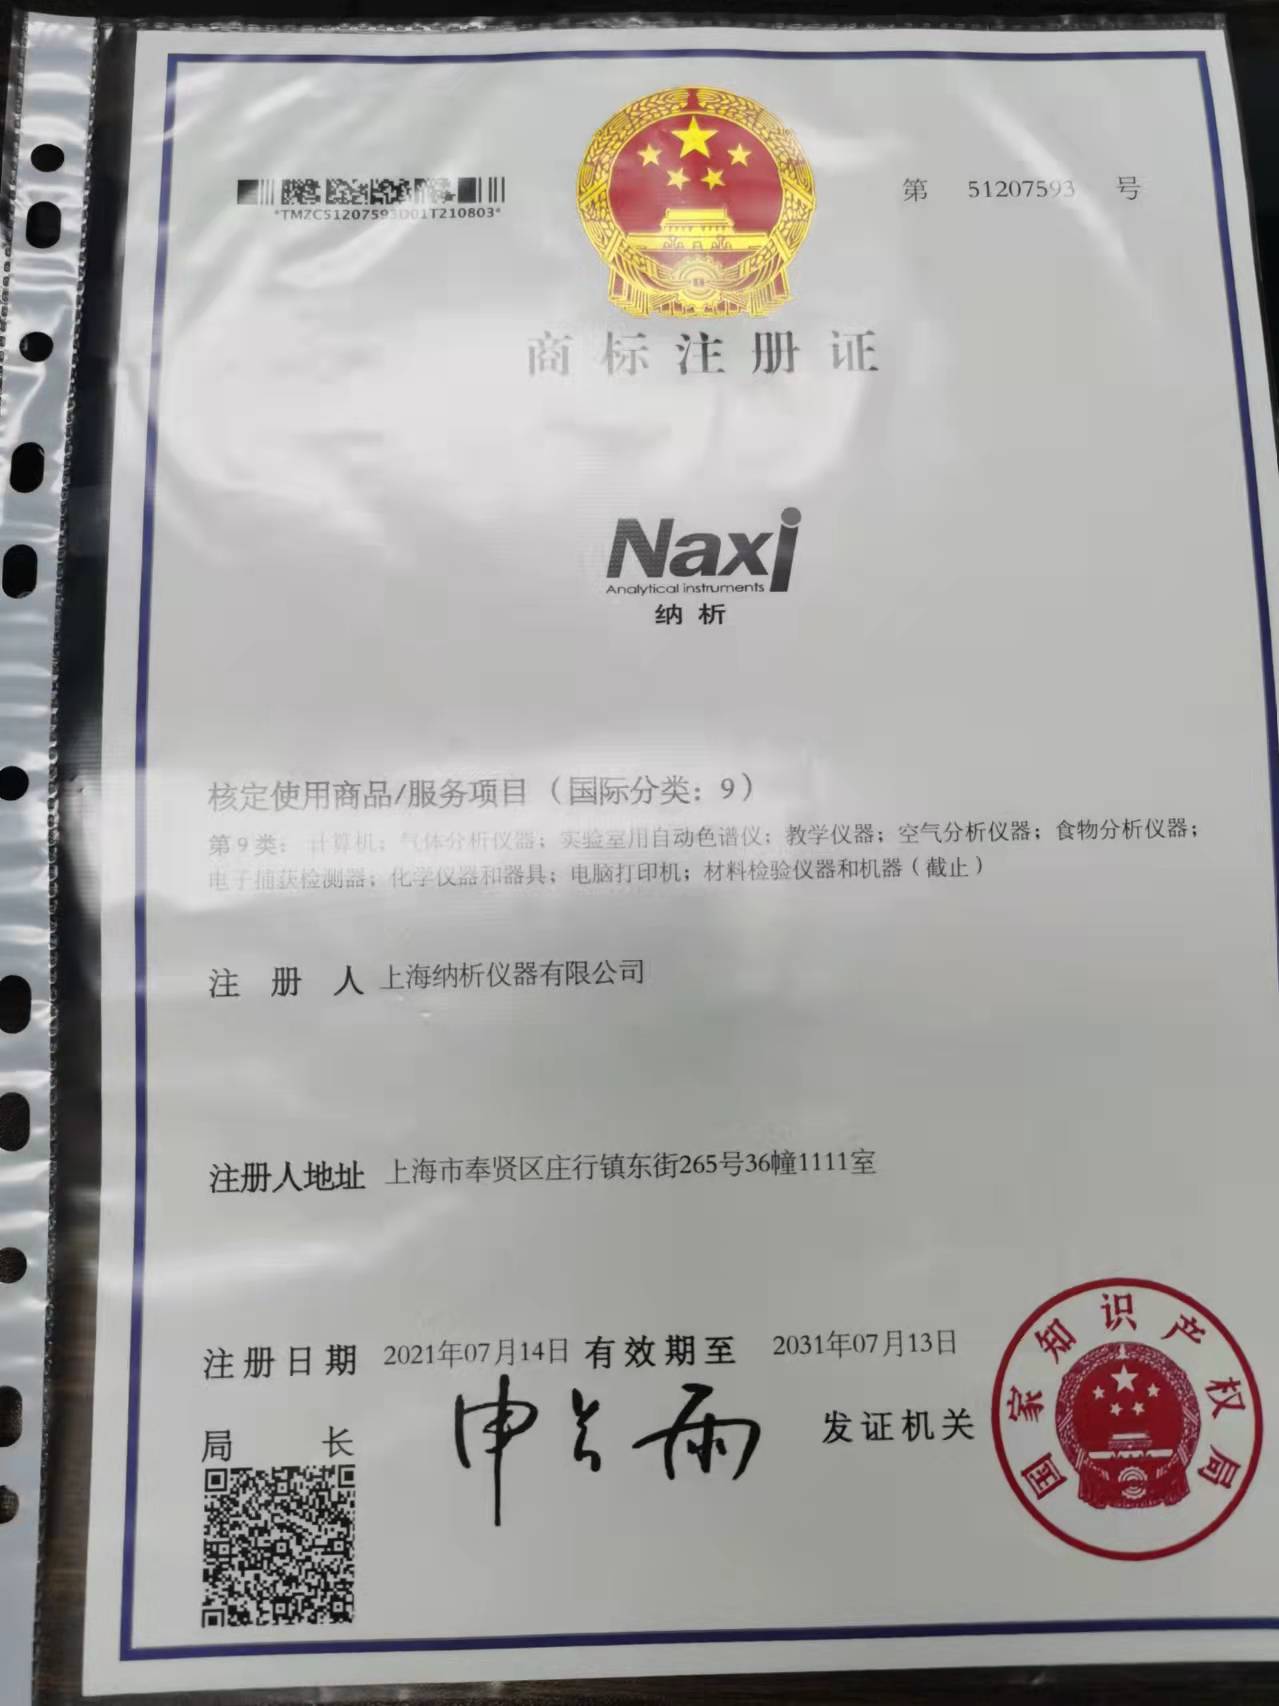 *TMZC51207593D01T210803*
第 51207593 号
商标注册证
Naxi
Analytical instruments
纳析
核定使用商品/服务项目（国际分类：9）
第9类：计算机；气体分析仪器；实验室用自动色谱仪；教学仪器；空气分析仪器；食物分析仪器；
电子捕获检测器；化学仪器和器具；电脑打印机；材料检验仪器和机器（截止）
注册人 上海纳析仪器有限公司
注册人地址 上海市奉贤区庄行镇东街265号36幢1111室
注册日期 2021年07月14日 有效期至 2031年07月13日
局长 申长雨 发证机关
国家知识产权局